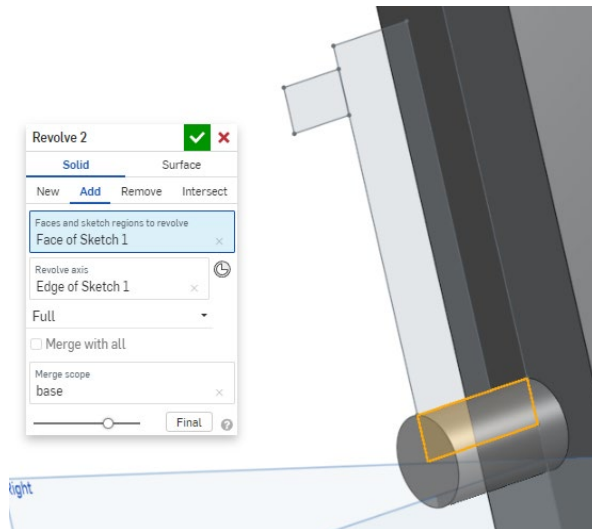 Revolve 2
Solid Surface
New Add Remove Intersect
Faces and sketch regions to revolve
Face of Sketch 1
Revolve axis
Edge of Sketch 1
Full
Merge with all
Merge scope
base
Final
Right